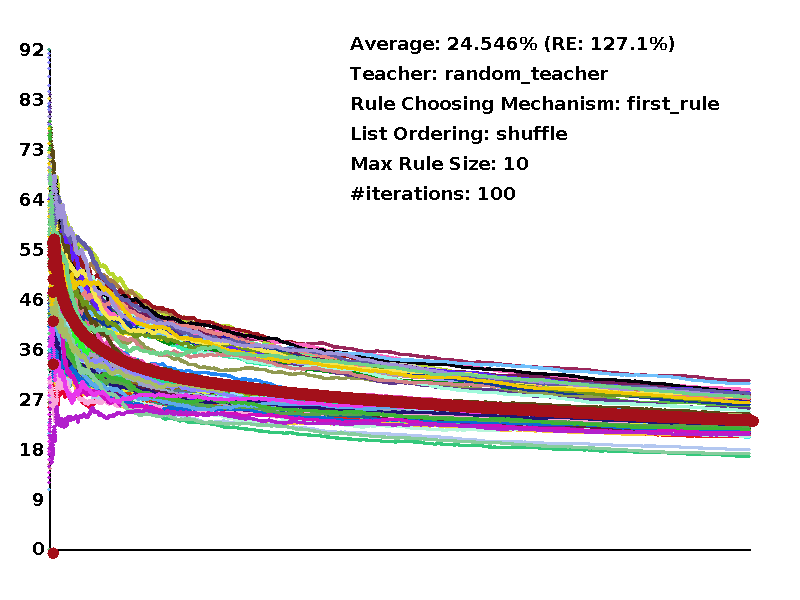 Average: 24.546% (RE: 127.1%)
Teacher: random_teacher
Rule Choosing Mechanism: first_rule
List Ordering: shuffle
Max Rule Size: 10
#iterations: 100
92
83
73
64
55
46
36
27
18
9
0